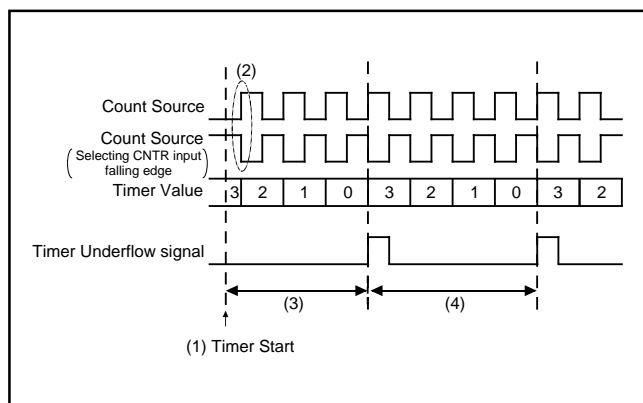 (2)
Count Source
Count Source
(Selecting CNTR input
falling edge)
Timer Value 3 2 1 0 3 2 1 0 3 2
Timer Underflow signal
(3) (4)
(1) Timer Start